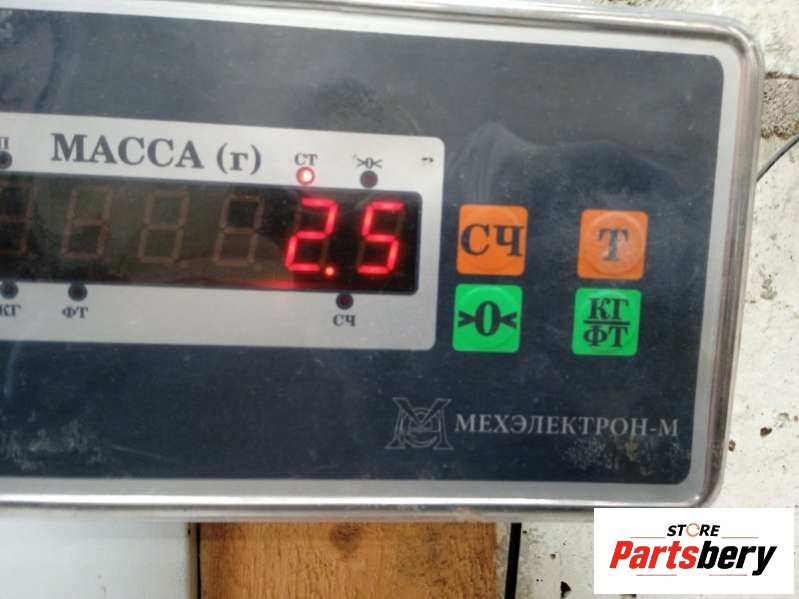 П
МАССА (г)
СТ
>0<
2.5
КГ
ФТ
СЧ
СЧ
Т
>0<
КГ
ФТ
МЕХЭЛЕКТРОН-М
STORE
Partsbery